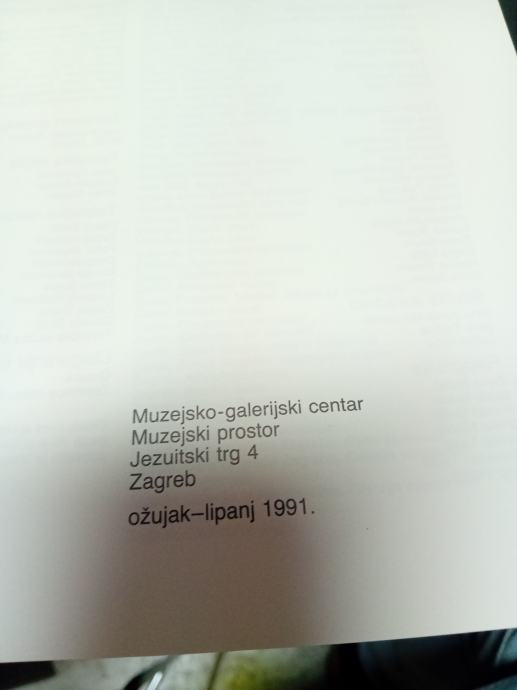 Muzejsko-galerijski centar
Muzejski prostor
Jezuitski trg 4
Zagreb
ožujak–lipanj 1991.